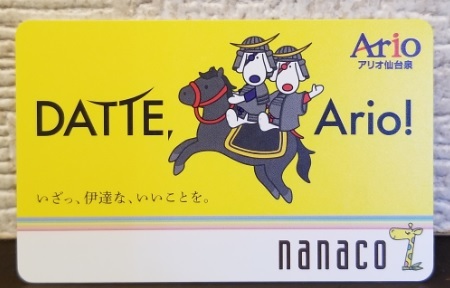 Ario
アリオ仙台泉
DATTE, Ario!
いざっ、伊達な、いいことを。
nanaco